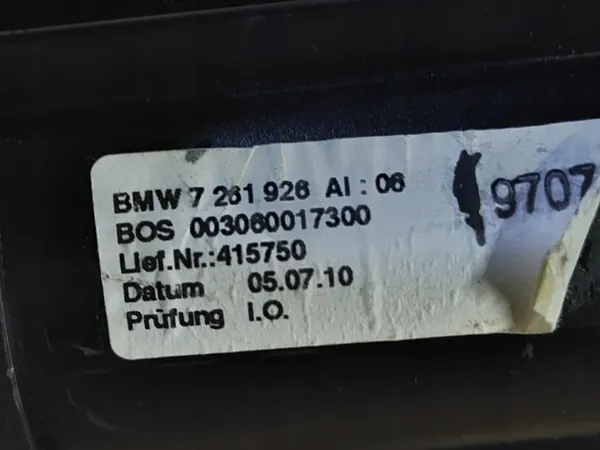 BMW 7 261 926 AI : 06
BOS 003060017300
Lief.Nr.:415750
Datum 05.07.10
Prüfung I.O.
9707